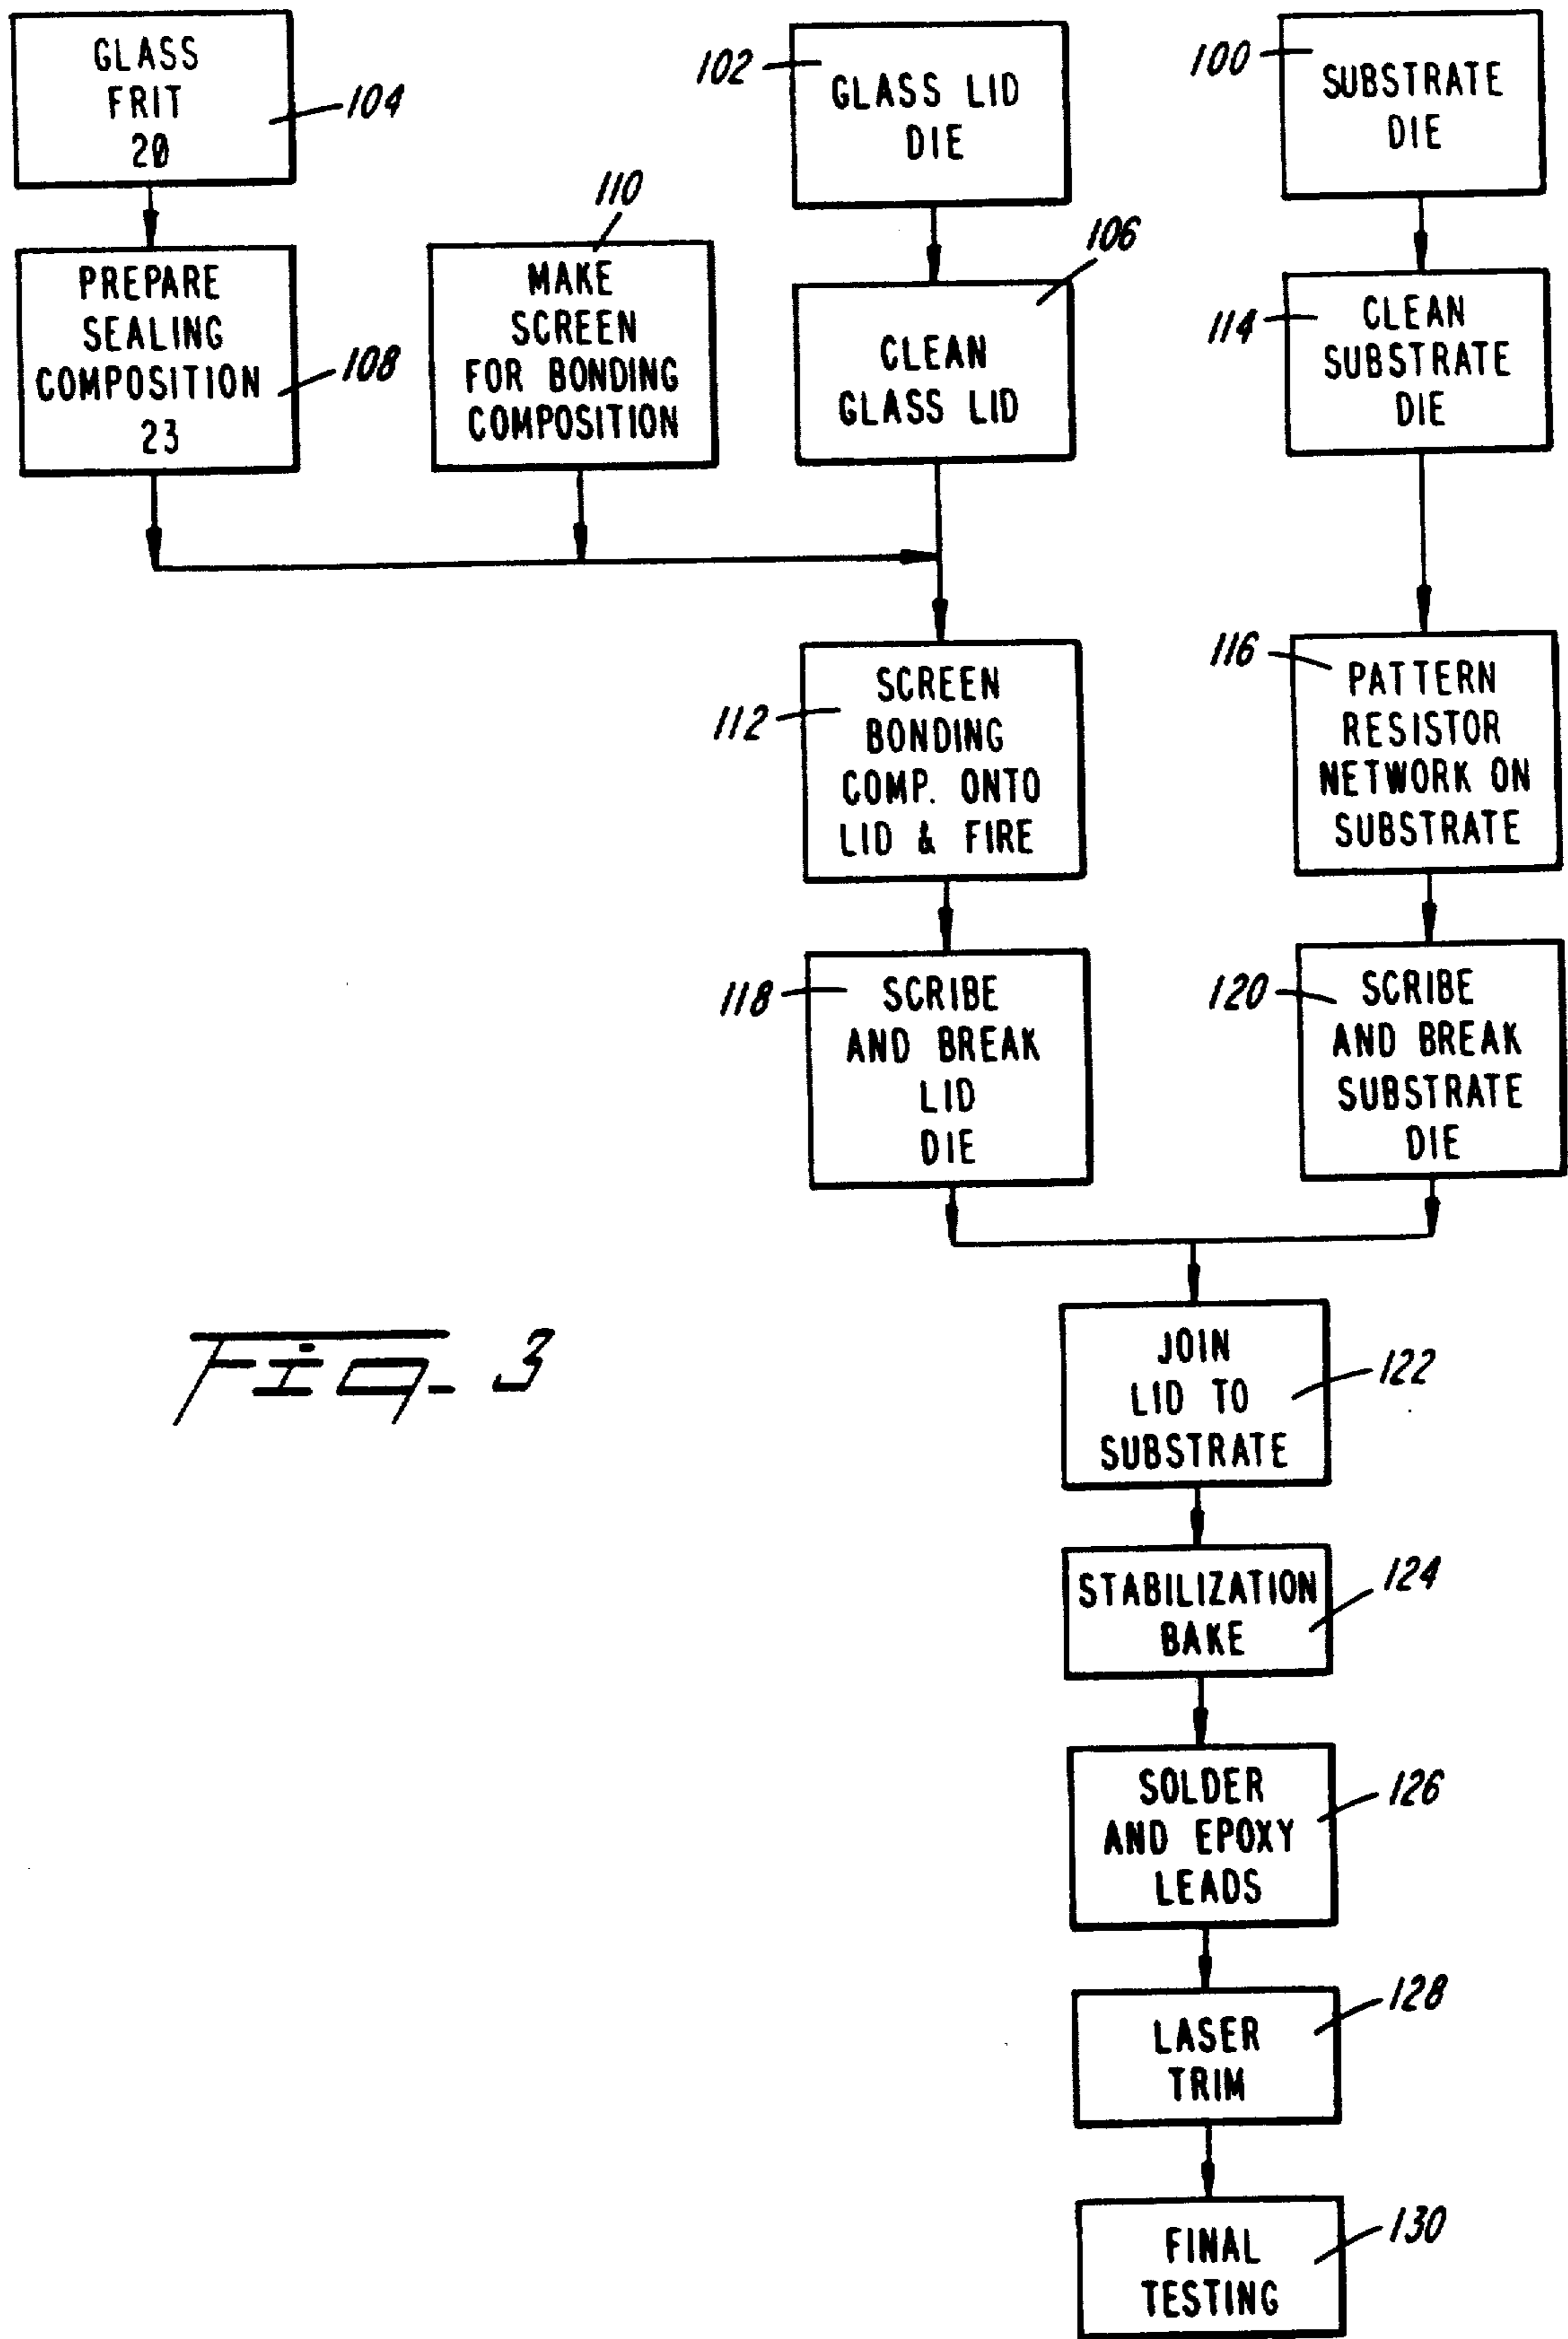 GLASS
FRIT
20
104
102
GLASS LID
DIE
100
SUBSTRATE
DIE
PREPARE
SEALING
COMPOSITION
23
108
110
MAKE
SCREEN
FOR BONDING
COMPOSITION
106
CLEAN
GLASS LID
114
CLEAN
SUBSTRATE
DIE
112
SCREEN
BONDING
COMP. ONTO
LID & FIRE
116
PATTERN
RESISTOR
NETWORK ON
SUBSTRATE
118
SCRIBE
AND BREAK
LID
DIE
120
SCRIBE
AND BREAK
SUBSTRATE
DIE
JOIN
LID TO
SUBSTRATE
122
Fig. 3
STABILIZATION
BAKE
124
SOLDER
AND EPOXY
LEADS
126
LASER
TRIM
128
FINAL
TESTING
130